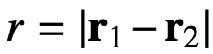 r = |𝐫₁ − 𝐫₂|